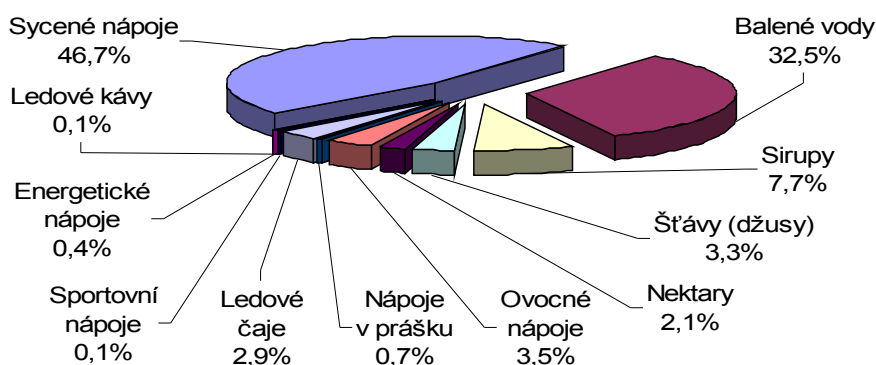 Sycené nápoje
46,7%
Balené vody
32,5%
Ledové kávy
0,1%
Sirupy
7,7%
Energetické
nápoje
0,4%
Šťávy (džusy)
3,3%
Sportovní
nápoje
0,1%
Ledové
čaje
2,9%
Nápoje
v prášku
0,7%
Ovocné
nápoje
3,5%
Nektary
2,1%